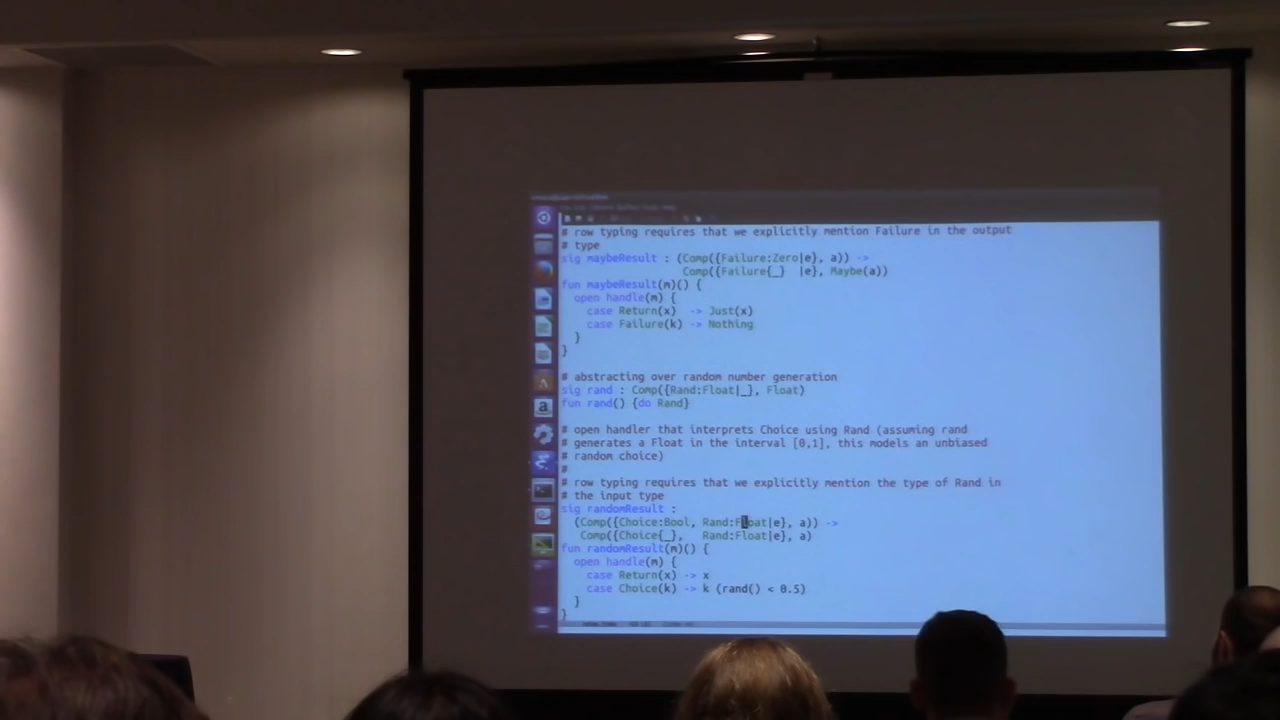 # row typing requires that we explicitly mention Failure in the output
# type
sig maybeResult : (Comp({Failure:Zero|e}, a)) ->
Comp({Failure{_} |e}, Maybe(a))
fun maybeResult(m)() {
open handle(m) {
case Return(x) -> Just(x)
case Failure(k) -> Nothing
}
}
# abstracting over random number generation
sig rand : Comp({Rand:Float|_}, Float)
fun rand() {do Rand}
# open handler that interprets Choice using Rand (assuming rand
# generates a Float in the interval [0,1], this models an unbiased
# random choice)
#
# row typing requires that we explicitly mention the type of Rand in
# the input type
sig randomResult :
(Comp({Choice:Bool, Rand:Float|e}, a)) ->
Comp({Choice{_}, Rand:Float|e}, a)
fun randomResult(m)() {
open handle(m) {
case Return(x) -> x
case Choice(k) -> k (rand() < 0.5)
}
}